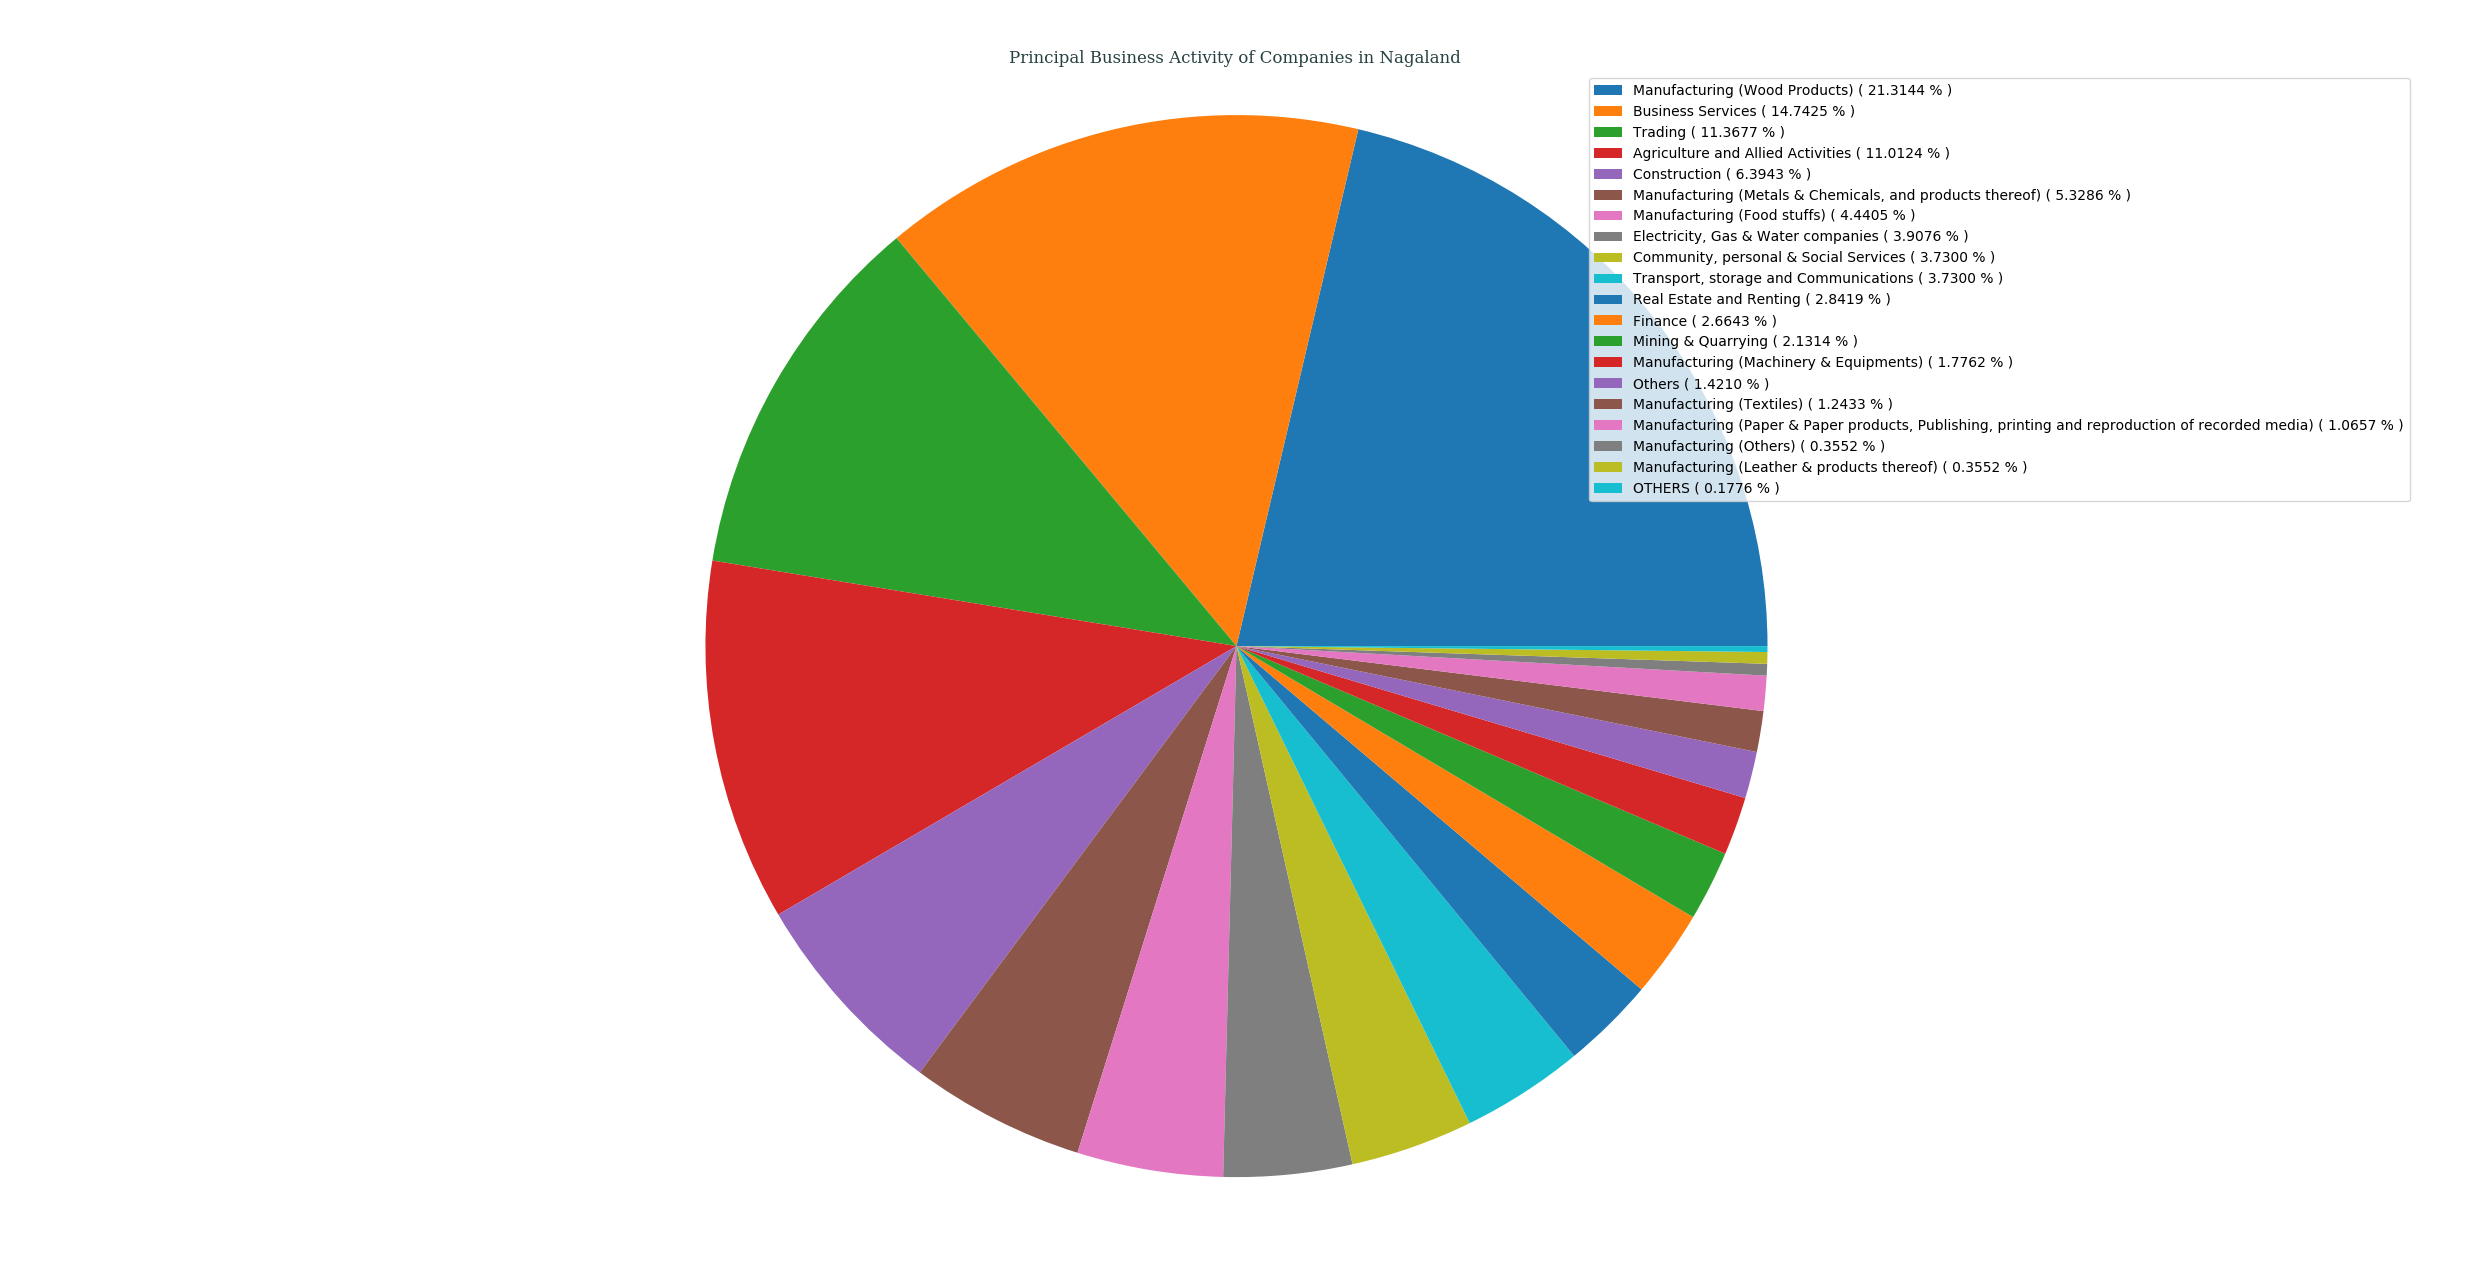 Principal Business Activity of Companies in Nagaland
Manufacturing (Wood Products) ( 21.3144 % )
Business Services ( 14.7425 % )
Trading ( 11.3677 % )
Agriculture and Allied Activities ( 11.0124 % )
Construction ( 6.3943 % )
Manufacturing (Metals & Chemicals, and products thereof) ( 5.3286 % )
Manufacturing (Food stuffs) ( 4.4405 % )
Electricity, Gas & Water companies ( 3.9076 % )
Community, personal & Social Services ( 3.7300 % )
Transport, storage and Communications ( 3.7300 % )
Real Estate and Renting ( 2.8419 % )
Finance ( 2.6643 % )
Mining & Quarrying ( 2.1314 % )
Manufacturing (Machinery & Equipments) ( 1.7762 % )
Others ( 1.4210 % )
Manufacturing (Textiles) ( 1.2433 % )
Manufacturing (Paper & Paper products, Publishing, printing and reproduction of recorded media) ( 1.0657 % )
Manufacturing (Others) ( 0.3552 % )
Manufacturing (Leather & products thereof) ( 0.3552 % )
OTHERS ( 0.1776 % )